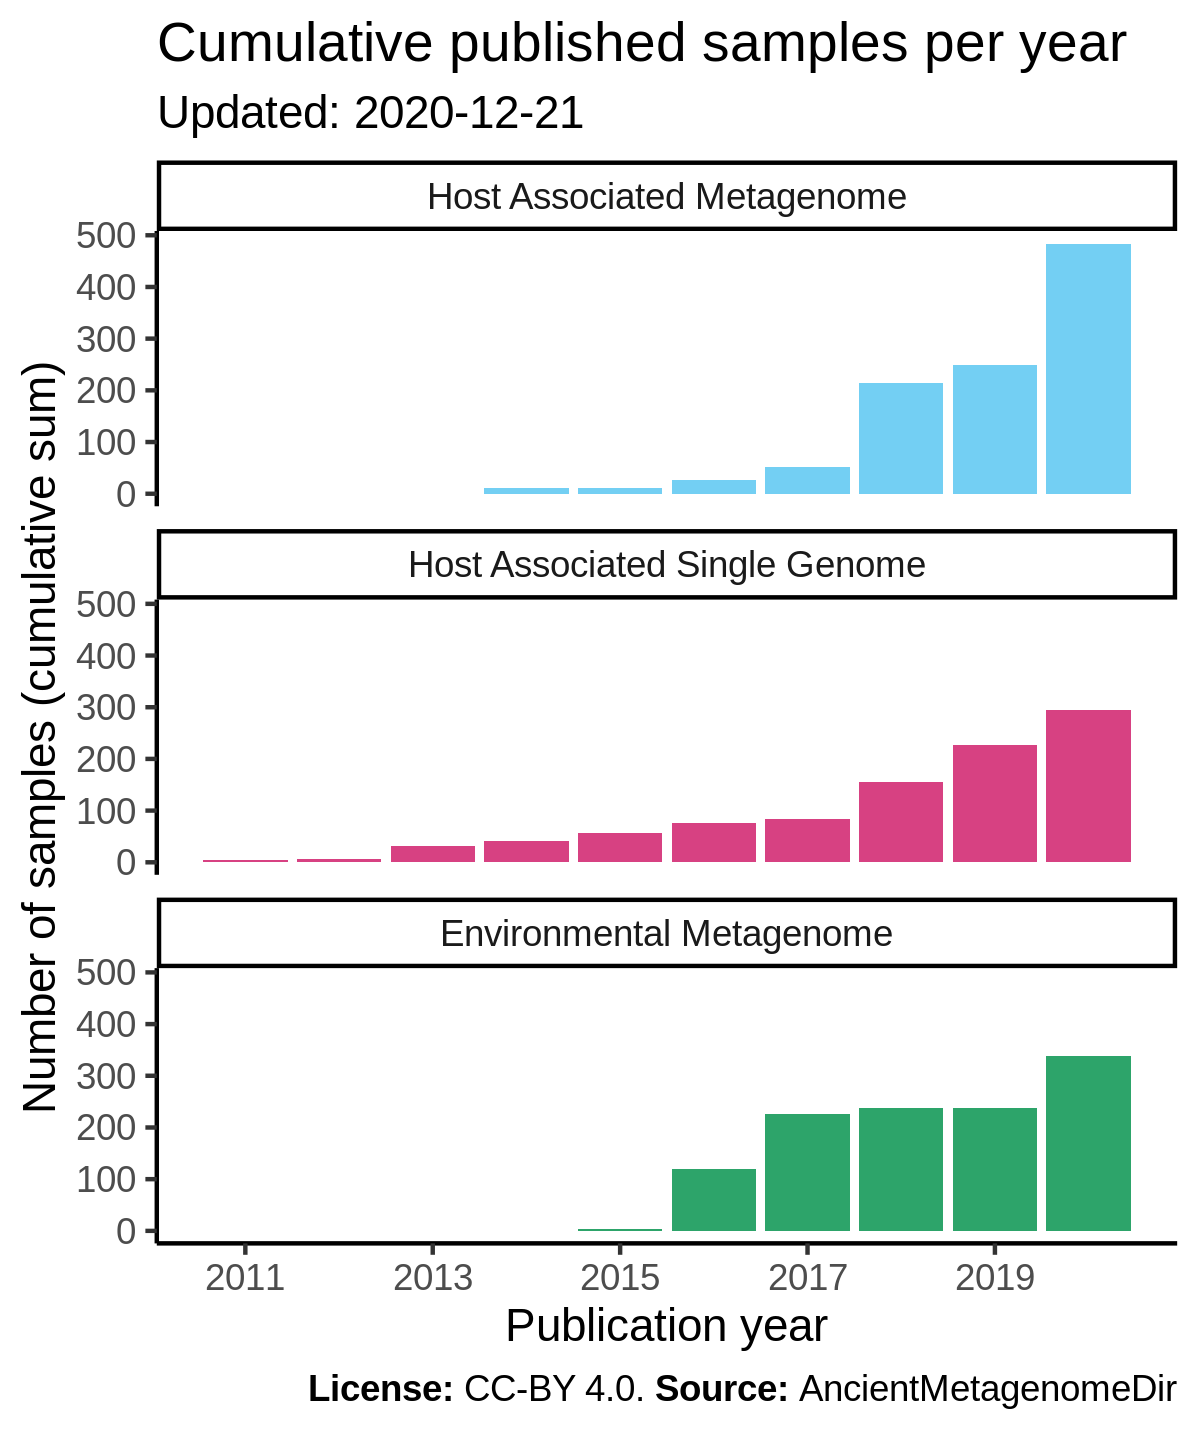 Cumulative published samples per year
Updated: 2020-12-21
Number of samples (cumulative sum)
Host Associated Metagenome
500
400
300
200
100
0
Host Associated Single Genome
500
400
300
200
100
0
Environmental Metagenome
500
400
300
200
100
0
2011 2013 2015 2017 2019
Publication year
License: CC-BY 4.0. Source: AncientMetagenomeDir